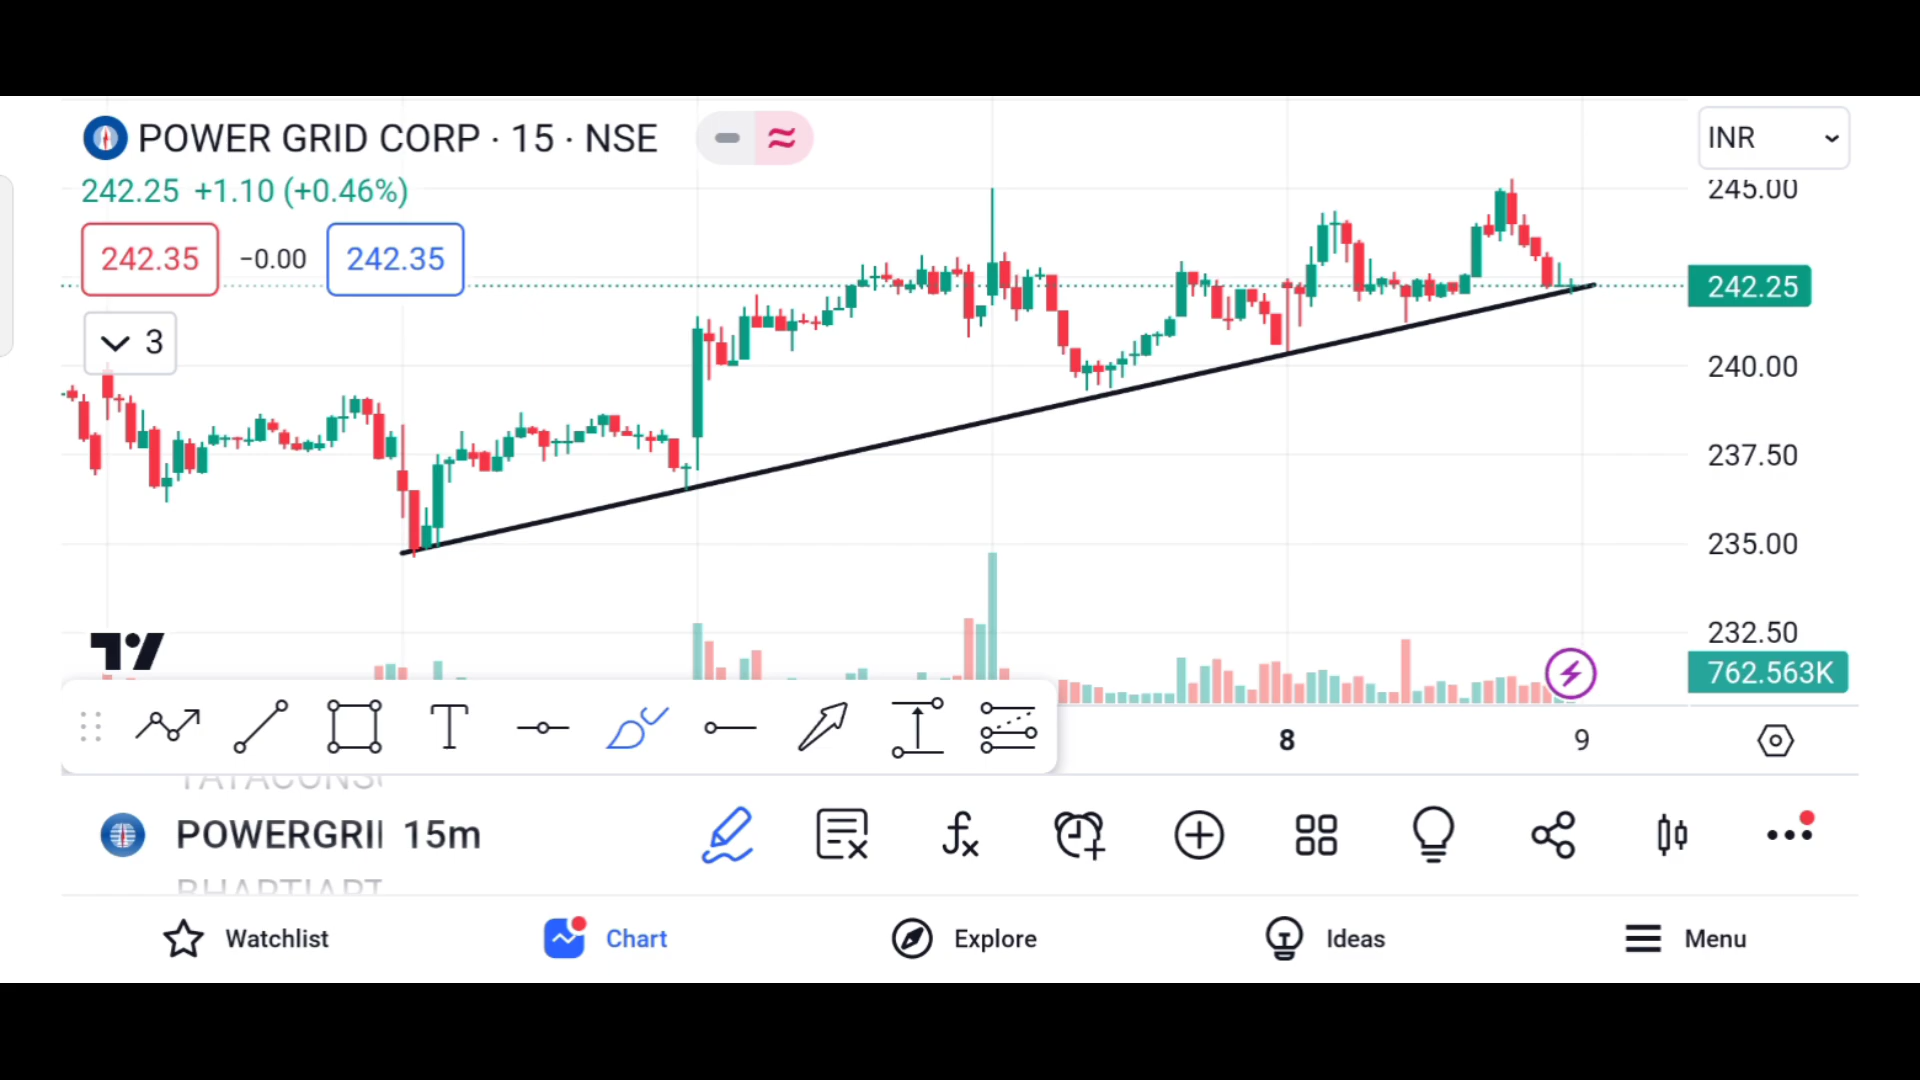 POWER GRID CORP · 15 · NSE
INR
242.25 +1.10 (+0.46%)
245.00
242.35 −0.00 242.35
242.25
3
240.00
237.50
235.00
232.50
762.563K
T
8 9
TATACONS
POWERGRI 15m
BHARTIART
Watchlist Chart Explore Ideas Menu